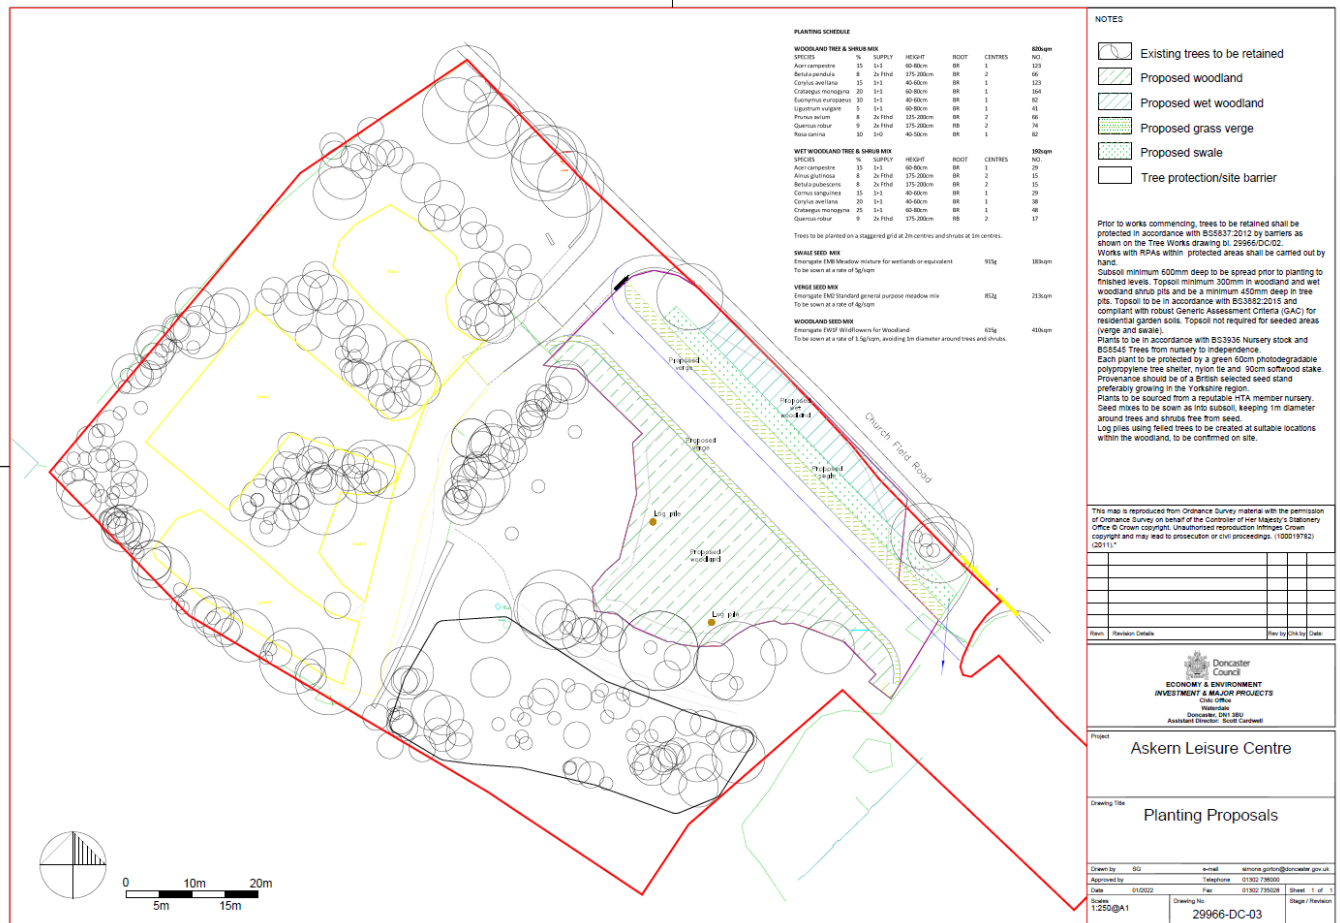 PLANTING SCHEDULE
WOODLAND TREE & SHRUB MIX 820sqm
SPECIES % SUPPLY HEIGHT ROOT CENTRES NO.
Acer campestre 15 1+1 60-80cm BR 1 123
Betula pendula 8 2x Fthd 175-200cm BR 2 66
Corylus avellana 15 1+1 40-60cm BR 1 123
Crataegus monogyna 20 1+1 60-80cm BR 1 164
Euonymus europaeus 10 1+1 40-60cm BR 1 82
Ligustrum vulgare 5 1+1 60-80cm BR 1 41
Prunus avium 8 2x Fthd 125-200cm BR 2 66
Quercus robur 9 2x Fthd 175-200cm RB 2 74
Rosa canina 10 1+0 40-50cm BR 1 82
WET WOODLAND TREE & SHRUB MIX 192sqm
SPECIES % SUPPLY HEIGHT ROOT CENTRES NO.
Acer campestre 15 1+1 60-80cm BR 1 29
Alnus glutinosa 8 2x Fthd 175-200cm BR 2 15
Betula pubescens 8 2x Fthd 175-200cm BR 2 15
Cornus sanguinea 15 1+1 40-60cm BR 1 29
Corylus avellana 20 1+1 40-60cm BR 1 38
Crataegus monogyna 25 1+1 60-80cm BR 1 48
Quercus robur 9 2x Fthd 175-200cm RB 2 17
Trees to be planted on a staggered grid at 2m centres and shrubs at 1m centres.
SWALE SEED MIX
Emorsgate EM8 Meadow mixture for wetlands or equivalent 915g 183sqm
To be sown at a rate of 5g/sqm
VERGE SEED MIX
Emorsgate EM2 Standard general purpose meadow mix 852g 213sqm
To be sown at a rate of 4g/sqm
WOODLAND SEED MIX
Emorsgate EW1F Wildflowers for Woodland 615g 410sqm
To be sown at a rate of 1.5g/sqm, avoiding 1m diameter around trees and shrubs.
Proposed
verge
Proposed
wet
woodland
Church Field Road
Proposed
verge
Proposed
swale
Log pile
Proposed
woodland
Log pile
0 10m 20m
5m 15m
NOTES
Existing trees to be retained
Proposed woodland
Proposed wet woodland
Proposed grass verge
Proposed swale
Tree protection/site barrier
Prior to works commencing, trees to be retained shall be
protected in accordance with BS5837:2012 by barriers as
shown on the Tree Works drawing bl. 29966/DC/02.
Works with RPAs within protected areas shall be carried out by
hand.
Subsoil minimum 600mm deep to be spread prior to planting to
finished levels. Topsoil minimum 300mm in woodland and wet
woodland shrub pits and be a minimum 450mm deep in tree
pits. Topsoil to be in accordance with BS3882:2015 and
compliant with robust Generic Assessment Criteria (GAC) for
residential garden soils. Topsoil not required for seeded areas
(verge and swale).
Plants to be in accordance with BS3936 Nursery stock and
BS8545 Trees from nursery to independence.
Each plant to be protected by a green 60cm photodegradable
polypropylene tree shelter, nylon tie and 90cm softwood stake.
Provenance should be of a British selected seed stand
preferably growing in the Yorkshire region.
Plants to be sourced from a reputable HTA member nursery.
Seed mixes to be sown as into subsoil, keeping 1m diameter
around trees and shrubs free from seed.
Log piles using felled trees to be created at suitable locations
within the woodland, to be confirmed on site.
This map is reproduced from Ordnance Survey material with the permission
of Ordnance Survey on behalf of the Controller of Her Majesty's Stationery
Office © Crown copyright. Unauthorised reproduction infringes Crown
copyright and may lead to prosecution or civil proceedings. (100019782)
(2011)."
Revn. Revision Details Rev by Chk by Date:
Doncaster
Council
ECONOMY & ENVIRONMENT
INVESTMENT & MAJOR PROJECTS
Civic Office
Waterdale
Doncaster, DN1 3BU
Assistant Director: Scott Cardwell
Project
Askern Leisure Centre
Drawing Title
Planting Proposals
Drawn by SG e-mail simone.gorton@doncaster.gov.uk
Approved by Telephone 01302 736000
Date 01/2022 Fax 01302 735028 Sheet 1 of 1
Scales Drawing No. Stage / Revision
1:250@A1 29966-DC-03